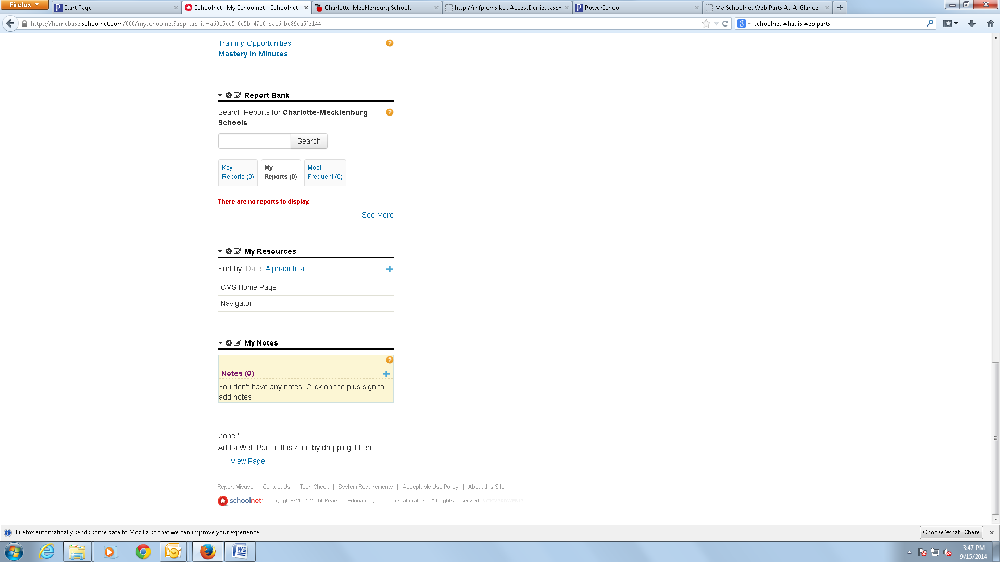 Firefox
Start Page
Schoolnet : My Schoolnet - Schoolnet
Charlotte-Mecklenburg Schools
http://mfp.cms.k1...AccessDenied.aspx
PowerSchool
My Schoolnet Web Parts At-A-Glance
https://homebase.schoolnet.com/600/myschoolnet?app_tab_id=a6015ee5-0e5b-47c6-bac6-bc89ca5fe144
schoolnet what is web parts
Training Opportunities
Mastery In Minutes
Report Bank
Search Reports for Charlotte-Mecklenburg
Schools
Search
Key
Reports (0)
My
Reports (0)
Most
Frequent (0)
There are no reports to display.
See More
My Resources
Sort by: Date Alphabetical
CMS Home Page
Navigator
My Notes
Notes (0)
You don't have any notes. Click on the plus sign to
add notes.
Zone 2
Add a Web Part to this zone by dropping it here.
View Page
Report Misuse | Contact Us | Tech Check | System Requirements | Acceptable Use Policy | About this Site
schoolnet Copyright© 2005-2014 Pearson Education, Inc., or its affiliate(s). All rights reserved.
Firefox automatically sends some data to Mozilla so that we can improve your experience.
Choose What I Share
3:47 PM
9/15/2014